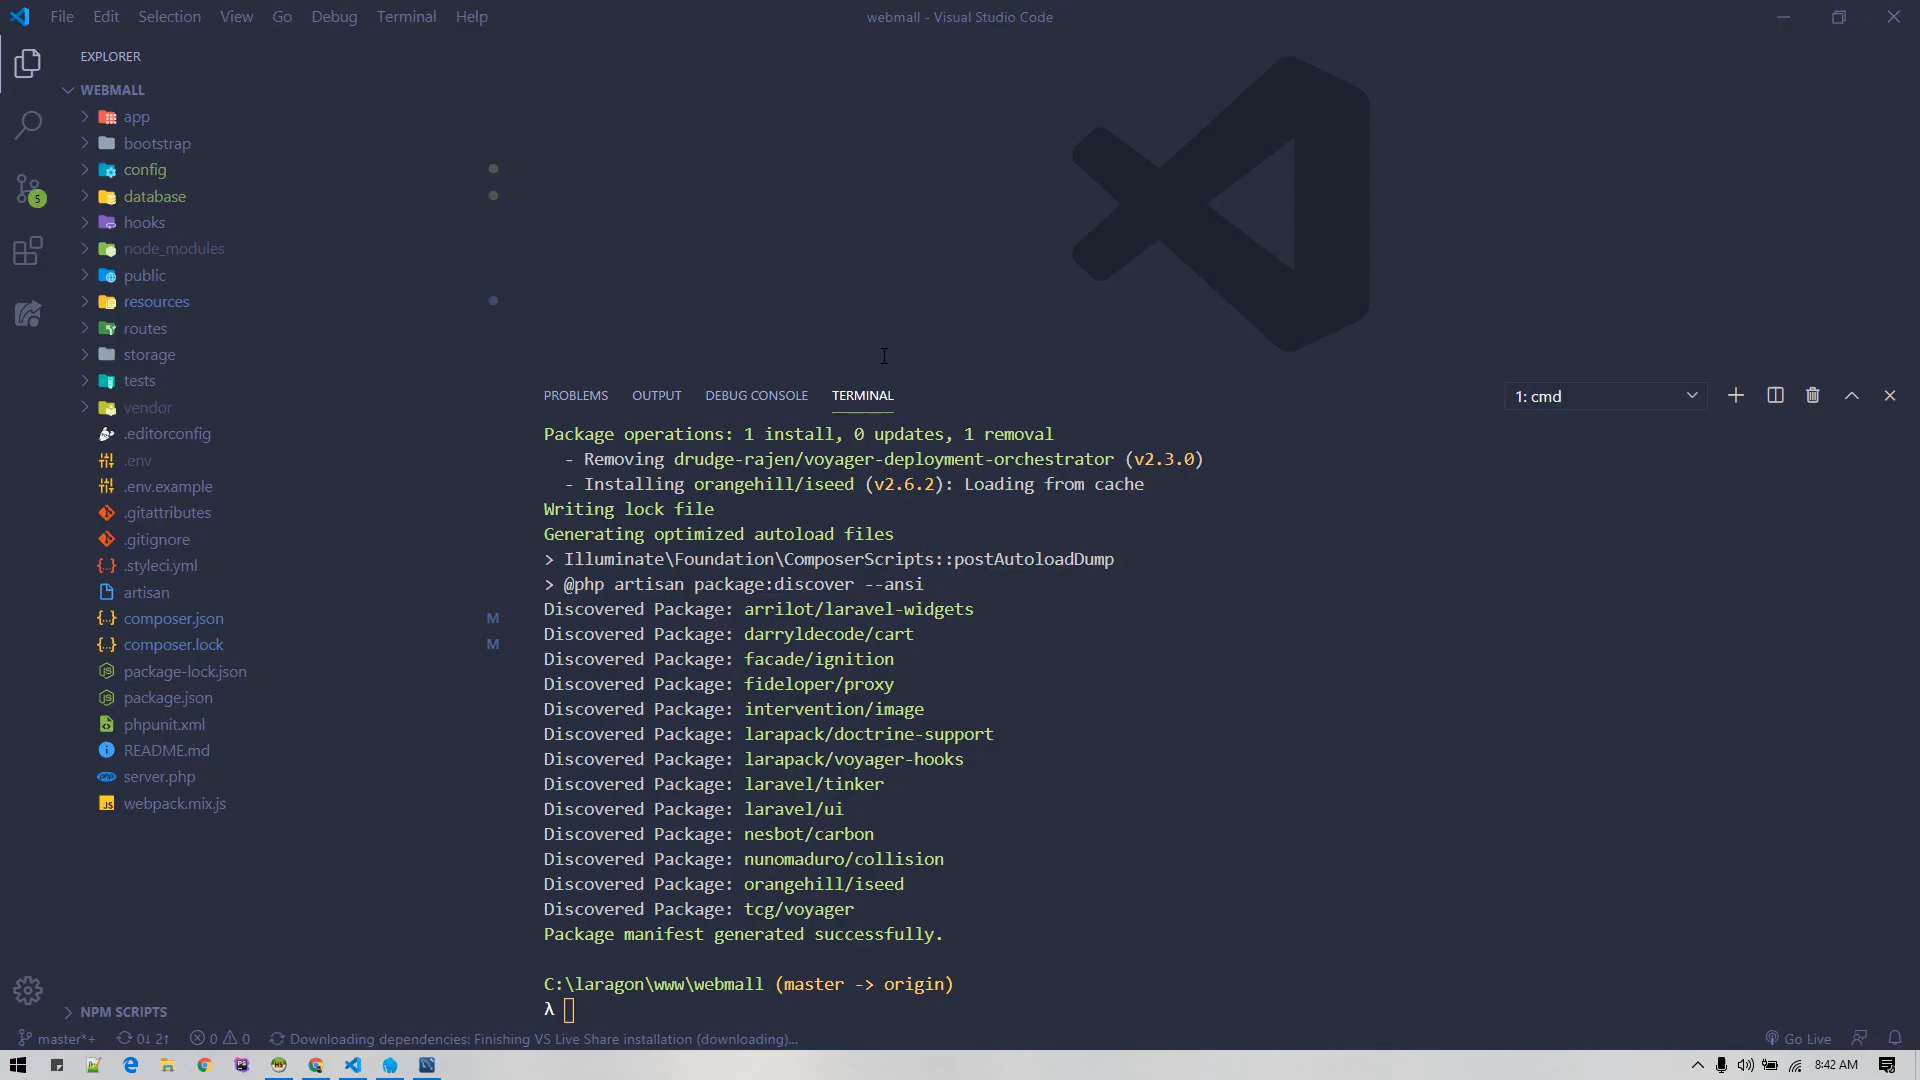 File Edit Selection View Go Debug Terminal Help
webmall - Visual Studio Code
EXPLORER
WEBMALL
app
bootstrap
config
database
hooks
node_modules
public
resources
routes
storage
tests
vendor
.editorconfig
.env
.env.example
.gitattributes
.gitignore
.styleci.yml
artisan
composer.json M
composer.lock M
package-lock.json
package.json
phpunit.xml
README.md
server.php
webpack.mix.js
NPM SCRIPTS
5
PROBLEMS OUTPUT DEBUG CONSOLE TERMINAL
1: cmd
Package operations: 1 install, 0 updates, 1 removal
- Removing drudge-rajen/voyager-deployment-orchestrator (v2.3.0)
- Installing orangehill/iseed (v2.6.2): Loading from cache
Writing lock file
Generating optimized autoload files
> Illuminate\Foundation\ComposerScripts::postAutoloadDump
> @php artisan package:discover --ansi
Discovered Package: arrilot/laravel-widgets
Discovered Package: darryldecode/cart
Discovered Package: facade/ignition
Discovered Package: fideloper/proxy
Discovered Package: intervention/image
Discovered Package: larapack/doctrine-support
Discovered Package: larapack/voyager-hooks
Discovered Package: laravel/tinker
Discovered Package: laravel/ui
Discovered Package: nesbot/carbon
Discovered Package: nunomaduro/collision
Discovered Package: orangehill/iseed
Discovered Package: tcg/voyager
Package manifest generated successfully.
C:\laragon\www\webmall (master -> origin)
λ
master*+ 0↓ 2↑ 0 0 Downloading dependencies: Finishing VS Live Share installation (downloading)...
Go Live
8:42 AM